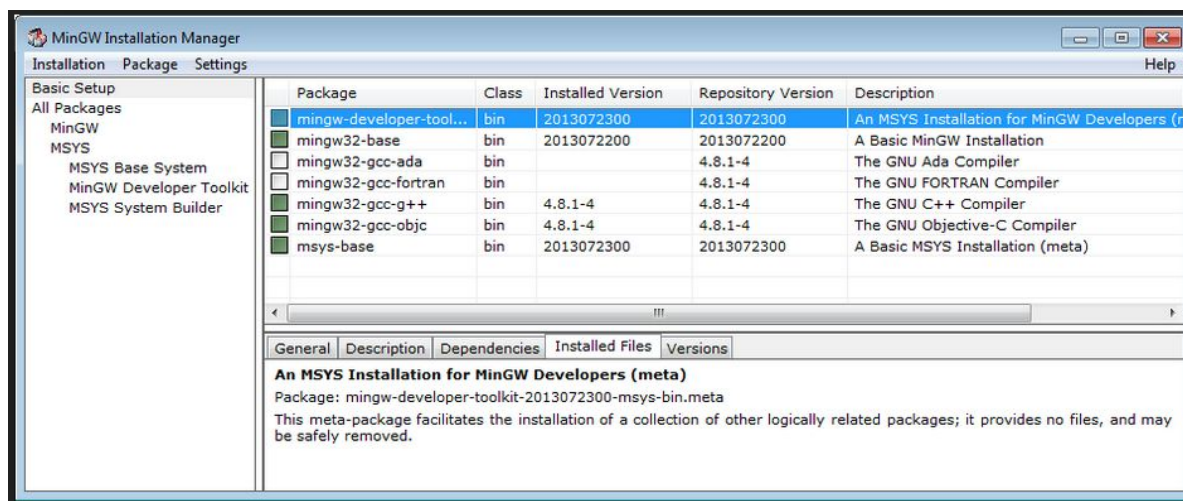 MinGW Installation Manager
Installation Package Settings Help
Basic Setup
All Packages
MinGW
MSYS
MSYS Base System
MinGW Developer Toolkit
MSYS System Builder
Package Class Installed Version Repository Version Description
mingw-developer-tool... bin 2013072300 2013072300 An MSYS Installation for MinGW Developers (
mingw32-base bin 2013072200 2013072200 A Basic MinGW Installation
mingw32-gcc-ada bin 4.8.1-4 The GNU Ada Compiler
mingw32-gcc-fortran bin 4.8.1-4 The GNU FORTRAN Compiler
mingw32-gcc-g++ bin 4.8.1-4 4.8.1-4 The GNU C++ Compiler
mingw32-gcc-objc bin 4.8.1-4 4.8.1-4 The GNU Objective-C Compiler
msys-base bin 2013072300 2013072300 A Basic MSYS Installation (meta)
General Description Dependencies Installed Files Versions
An MSYS Installation for MinGW Developers (meta)
Package: mingw-developer-toolkit-2013072300-msys-bin.meta
This meta-package facilitates the installation of a collection of other logically related packages; it provides no files, and may
be safely removed.